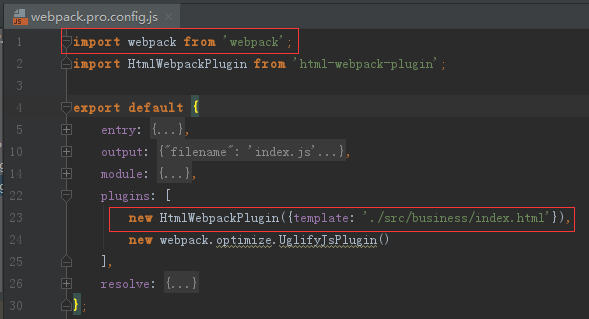 webpack.pro.config.js ×
1 import webpack from 'webpack';
2 import HtmlWebpackPlugin from 'html-webpack-plugin';
3
4 export default {
5 entry: {...},
10 output: {"filename": 'index.js'...},
14 module: {...},
22 plugins: [
23 new HtmlWebpackPlugin({template: './src/business/index.html'}),
24 new webpack.optimize.UglifyJsPlugin()
25 ],
26 resolve: {...}
30 };